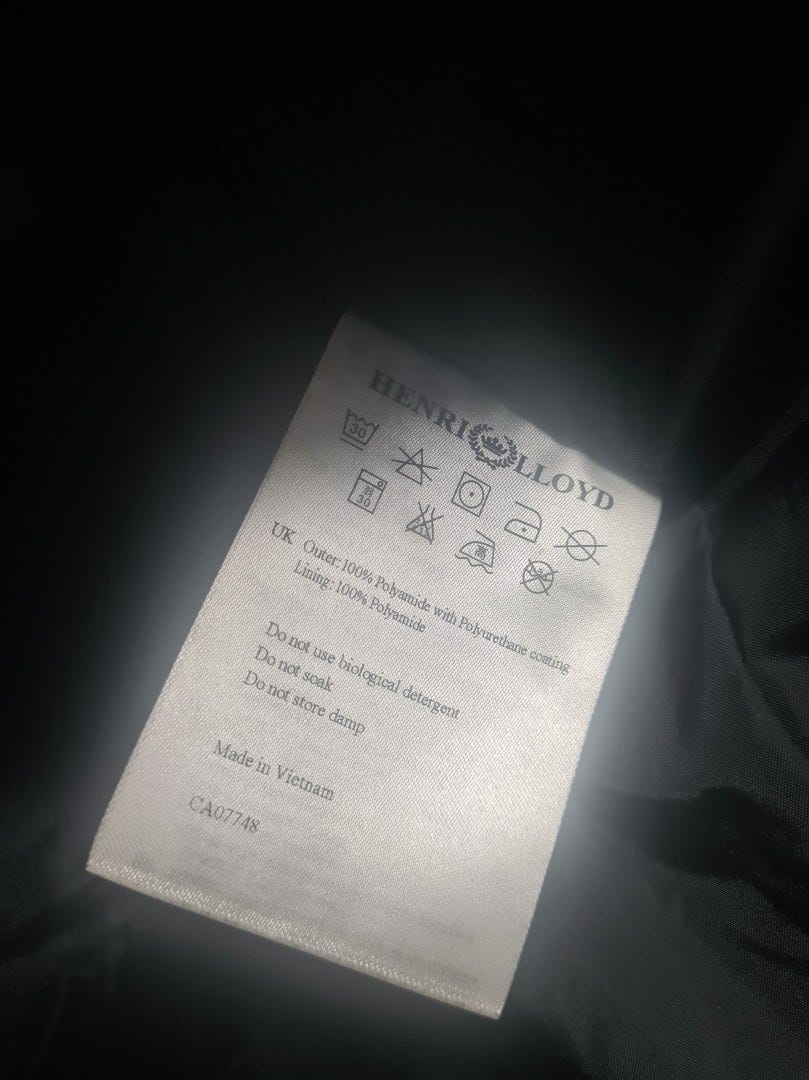 HENRI LLOYD
30
30
UK Outer: 100% Polyamide with Polyurethane coating
Lining: 100% Polyamide
Do not use biological detergent
Do not soak
Do not store damp
Made in Vietnam
CA07748